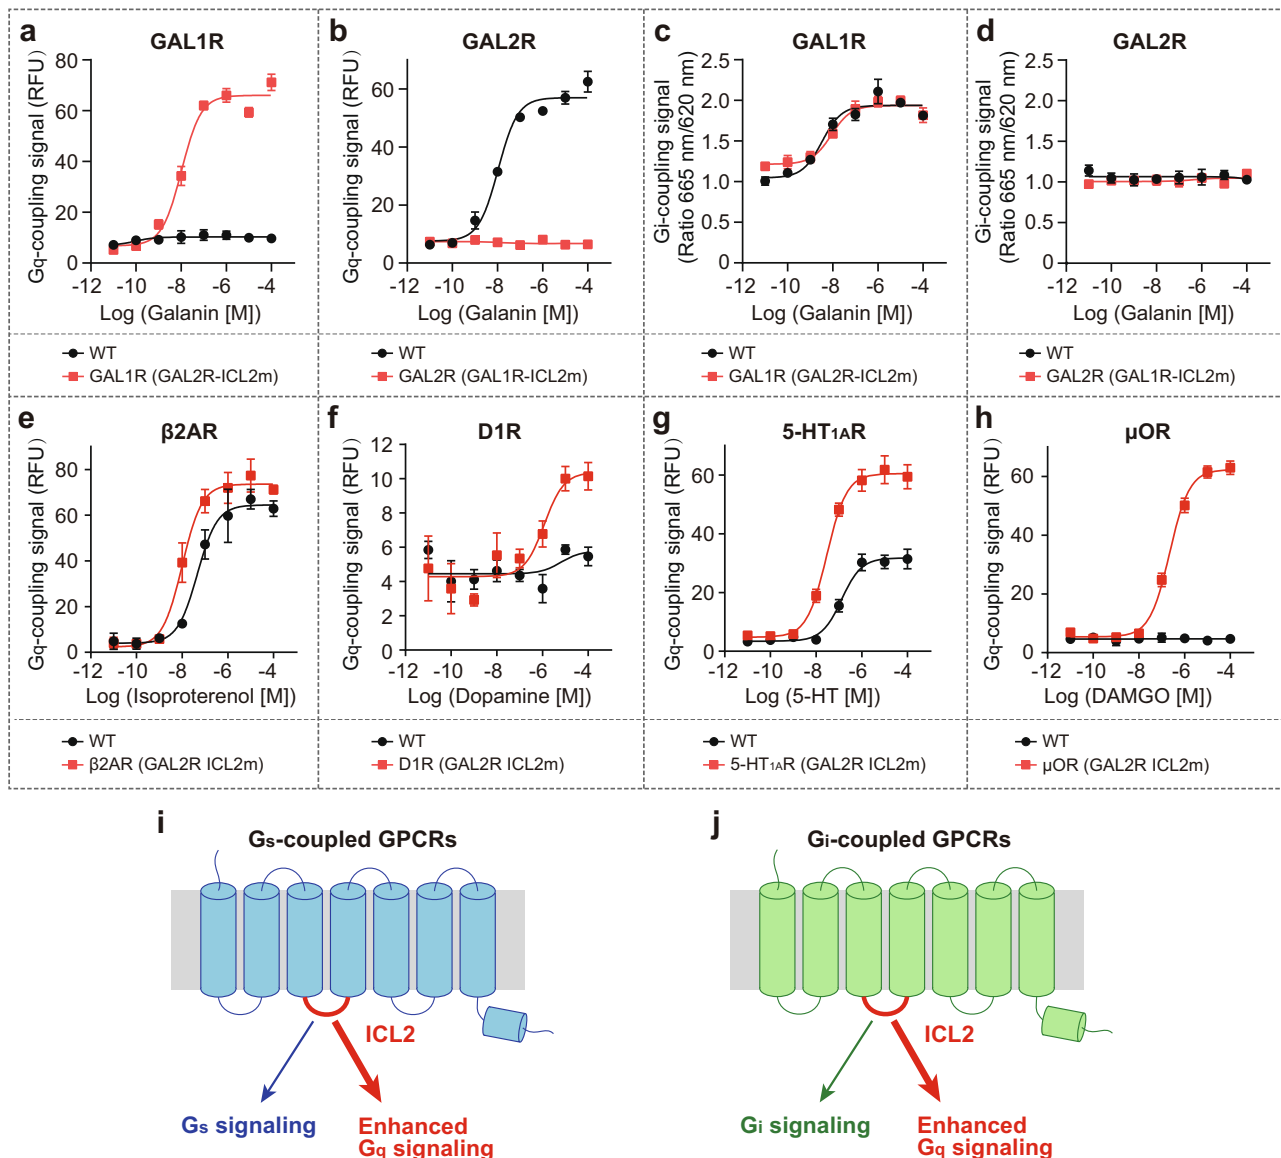 a
GAL1R
Gq-coupling signal (RFU)
80
60
40
20
0
-12 -10 -8 -6 -4
Log (Galanin [M])
WT
GAL1R (GAL2R-ICL2m)
b
GAL2R
Gq-coupling signal (RFU)
60
40
20
0
-12 -10 -8 -6 -4
Log (Galanin [M])
WT
GAL2R (GAL1R-ICL2m)
c
GAL1R
Gi-coupling signal
(Ratio 665 nm/620 nm)
2.5
2.0
1.5
1.0
0.5
0
-12 -10 -8 -6 -4
Log (Galanin [M])
WT
GAL1R (GAL2R-ICL2m)
d
GAL2R
Gi-coupling signal
(Ratio 665 nm/620 nm)
2.5
2.0
1.5
1.0
0.5
0
-12 -10 -8 -6 -4
Log (Galanin [M])
WT
GAL2R (GAL1R-ICL2m)
e
β2AR
Gq-coupling signal (RFU)
80
60
40
20
0
-12 -10 -8 -6 -4
Log (Isoproterenol [M])
WT
β2AR (GAL2R ICL2m)
f
D1R
Gq-coupling signal (RFU)
12
10
8
6
4
2
0
-12 -10 -8 -6 -4
Log (Dopamine [M])
WT
D1R (GAL2R ICL2m)
g
5-HT1AR
Gq-coupling signal (RFU)
60
40
20
0
-12 -10 -8 -6 -4
Log (5-HT [M])
WT
5-HT1AR (GAL2R ICL2m)
h
μOR
Gq-coupling signal (RFU)
60
40
20
0
-12 -10 -8 -6 -4
Log (DAMGO [M])
WT
μOR (GAL2R ICL2m)
i
Gs-coupled GPCRs
ICL2
Gs signaling
Enhanced
Gq signaling
j
Gi-coupled GPCRs
ICL2
Gi signaling
Enhanced
Gq signaling